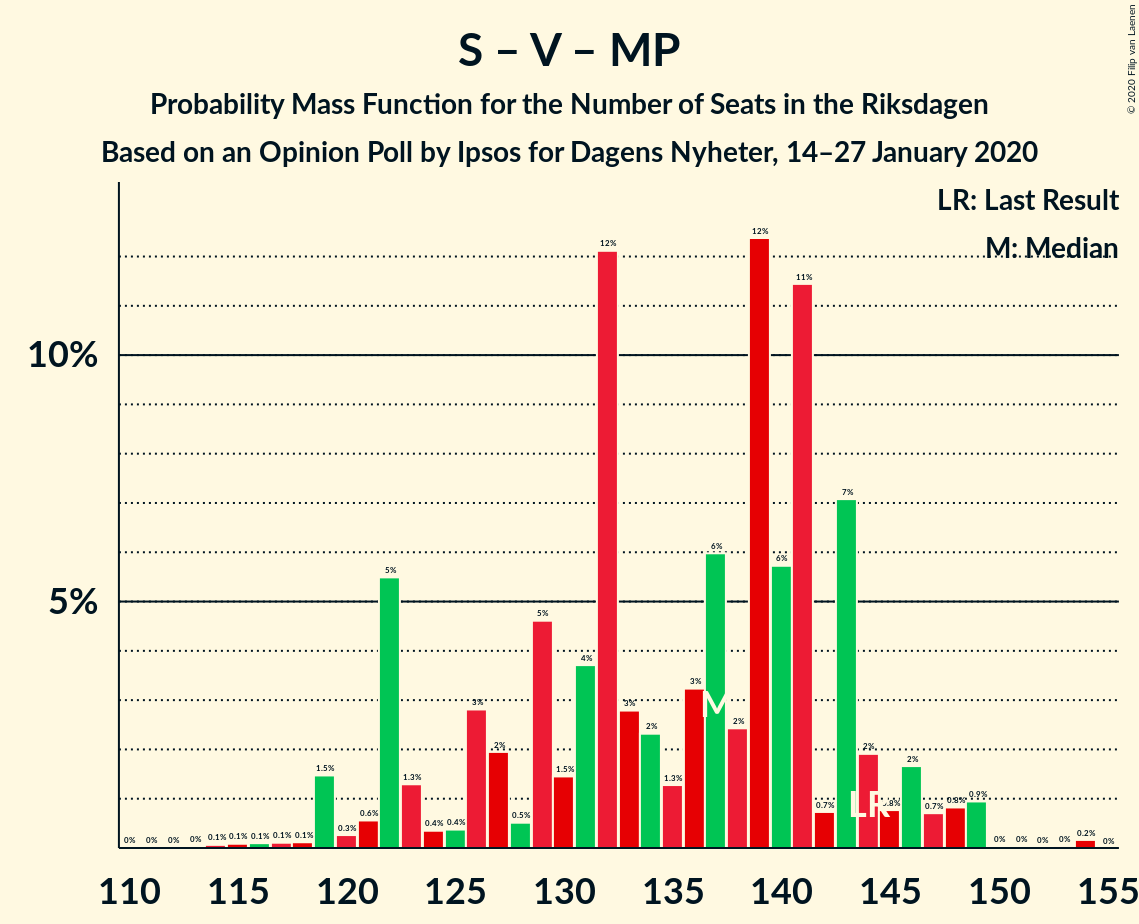 S – V – MP
Probability Mass Function for the Number of Seats in the Riksdagen
Based on an Opinion Poll by Ipsos for Dagens Nyheter, 14–27 January 2020
© 2020 Filip van Laenen
LR: Last Result
M: Median
10%
5%
0% 0% 0% 0% 0.1% 0.1% 0.1% 0.1% 0.1% 1.5% 0.3% 0.6% 5% 1.3% 0.4% 0.4% 3% 2% 0.5% 5% 1.5% 4% 12% 3% 2% 1.3% 3% 6% 2% 12% 6% 11% 0.7% 7% 2% 0.8% 2% 0.7% 0.8% 0.9% 0% 0% 0% 0% 0.2% 0%
M
LR
110 115 120 125 130 135 140 145 150 155